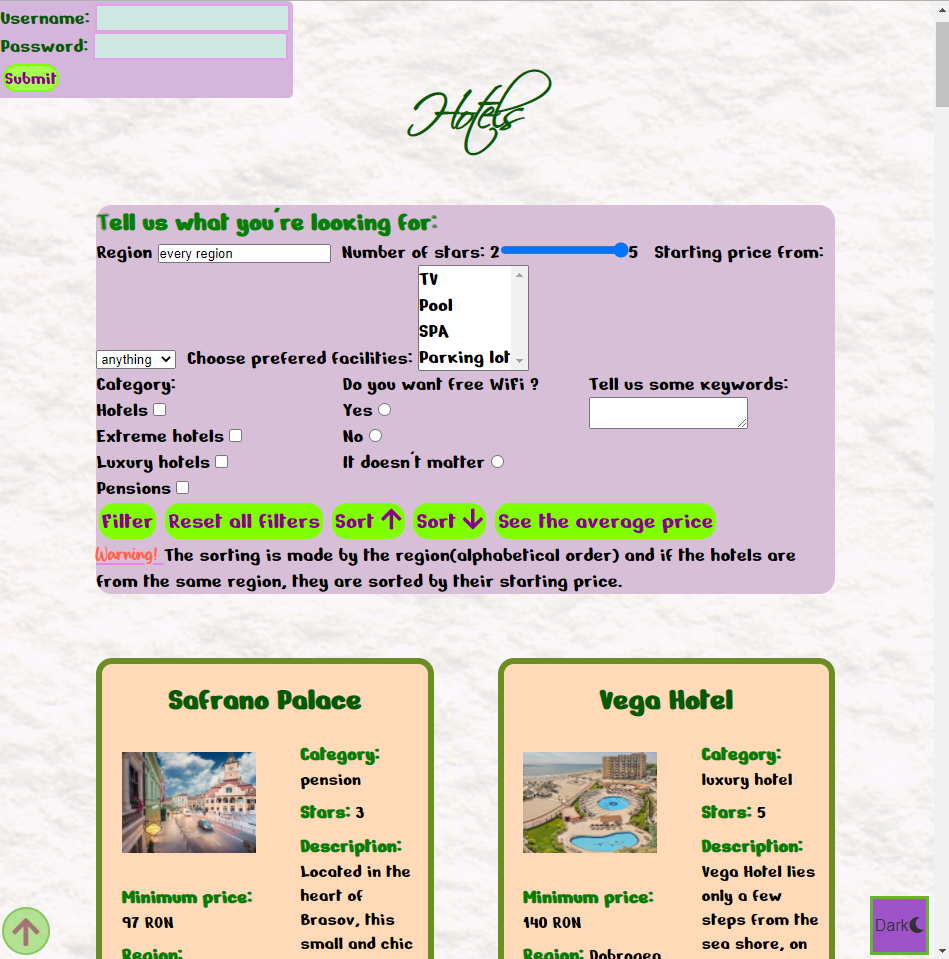 Username:
Password:
Submit
Hotels
Tell us what you're looking for:
Region every region Number of stars: 2 5 Starting price from:
TV
Pool
SPA
Parking lot
anything Choose prefered facilities:
Category: Do you want free WiFi ? Tell us some keywords:
Hotels Yes
Extreme hotels No
Luxury hotels It doesn't matter
Pensions
Filter Reset all filters Sort ↑ Sort ↓ See the average price
Warning! The sorting is made by the region(alphabetical order) and if the hotels are
from the same region, they are sorted by their starting price.
Safrano Palace
Category:
pension
Stars: 3
Description:
Located in the
heart of
Brasov, this
small and chic
Minimum price:
97 RON
Region:
Vega Hotel
Category:
luxury hotel
Stars: 5
Description:
Vega Hotel lies
only a few
steps from the
sea shore, on
Minimum price:
140 RON
Region: Dobrogea
Dark